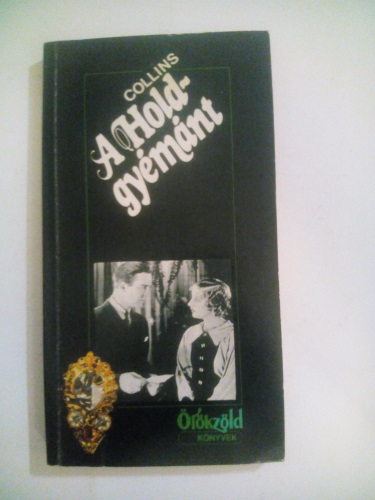 COLLINS
A Hold-
gyémánt
Örökzöld
KÖNYVEK